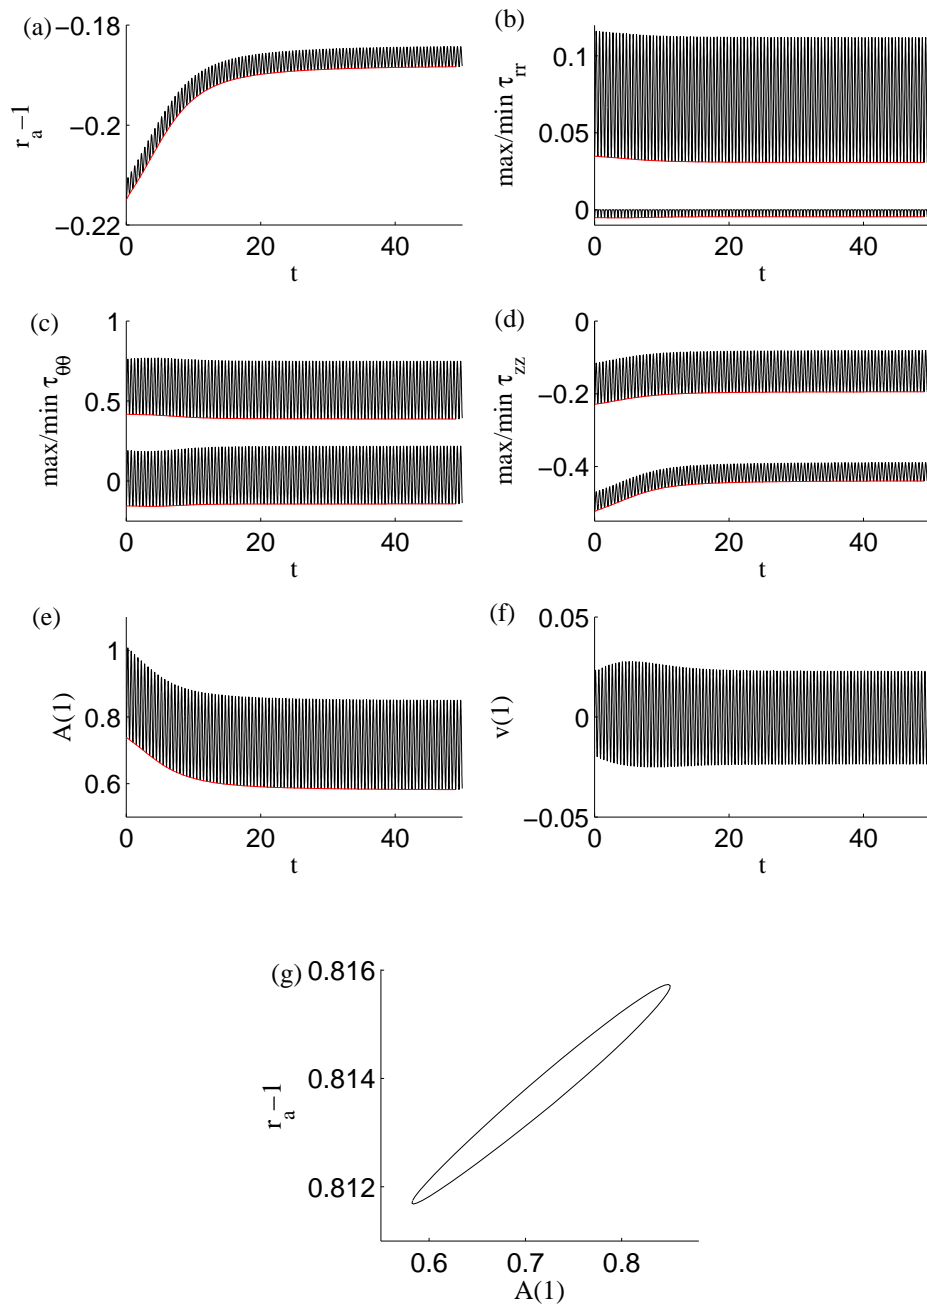 (a)
−0.18
−0.2
−0.22
r_a−1
0 20 40
t
(b)
0.1
0.05
0
max/min τ_rr
0 20 40
t
(c)
1
0.5
0
max/min τ_θθ
0 20 40
t
(d)
0
−0.2
−0.4
max/min τ_zz
0 20 40
t
(e)
1
0.8
0.6
A(1)
0 20 40
t
(f)
0.05
0
−0.05
v(1)
0 20 40
t
(g)
0.816
0.814
0.812
r_a−1
0.6 0.7 0.8
A(1)